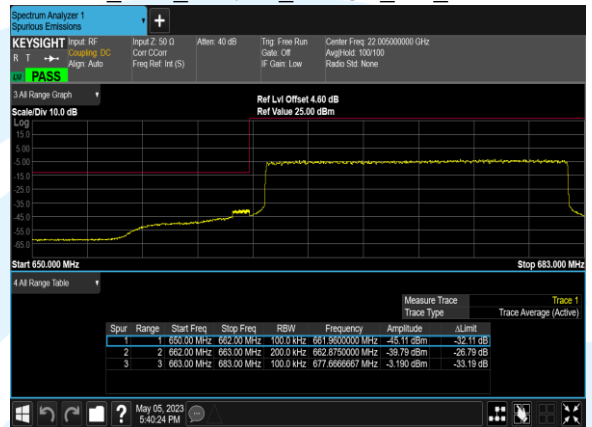 Spectrum Analyzer 1
Spurious Emissions
+
KEYSIGHT Input: RF Input Z: 50 Ω Atten: 40 dB Trig: Free Run Center Freq: 22.005000000 GHz
R T Coupling: DC Corr CCorr Gate: Off Avg|Hold: 100/100
Align: Auto Freq Ref: Int (S) IF Gain: Low Radio Std: None
LW PASS
3 All Range Graph
Ref Lvl Offset 4.60 dB
Scale/Div 10.0 dB Ref Value 25.00 dBm
Log
15.0
5.00
-5.00
-15.0
-25.0
-35.0
-45.0
-55.0
-65.0
Start 650.000 MHz Stop 683.000 MHz
4 All Range Table
Measure Trace Trace 1
Trace Type Trace Average (Active)
Spur Range Start Freq Stop Freq RBW Frequency Amplitude ΔLimit
1 1 650.00 MHz 662.00 MHz 100.0 kHz 661.9600000 MHz -45.11 dBm -32.11 dB
2 2 662.00 MHz 663.00 MHz 200.0 kHz 662.8750000 MHz -39.79 dBm -26.79 dB
3 3 663.00 MHz 683.00 MHz 100.0 kHz 677.6666667 MHz -3.190 dBm -33.19 dB
? May 05, 2023
5:40:24 PM